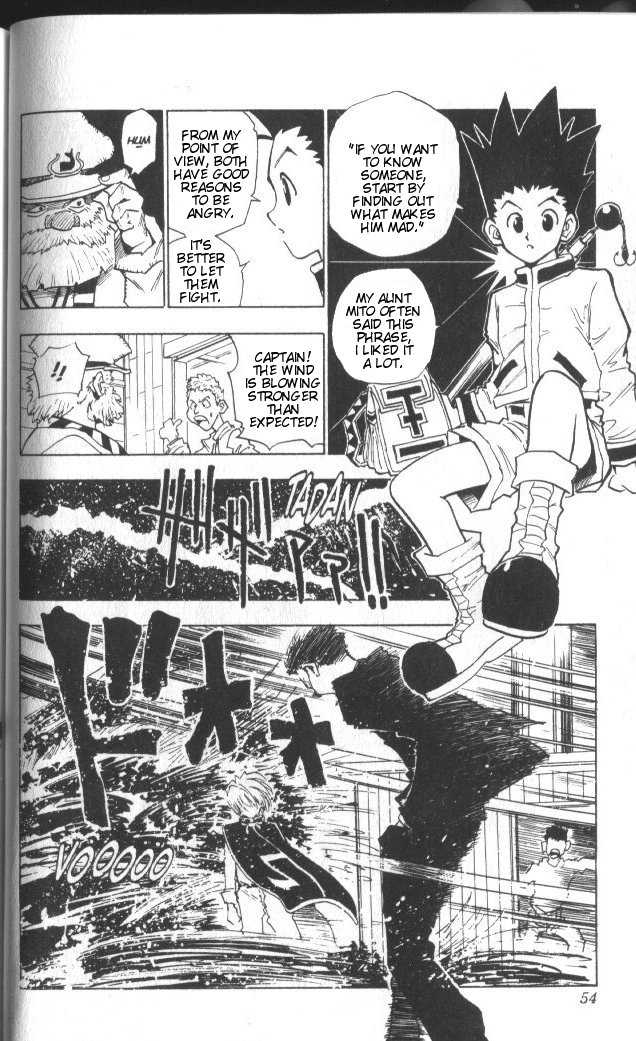 "IF YOU WANT
TO KNOW
SOMEONE,
START BY
FINDING OUT
WHAT MAKES
HIM MAD."
MY AUNT
MITO OFTEN
SAID THIS
PHRASE,
I LIKED IT
A LOT.
FROM MY
POINT OF
VIEW, BOTH
HAVE GOOD
REASONS
TO BE
ANGRY.
IT'S
BETTER
TO LET
THEM
FIGHT.
HUM
...
CAPTAIN!
THE WIND
IS BLOWING
STRONGER
THAN
EXPECTED!
!!
TADAN
!!
ドオオ
VOOOOO
54